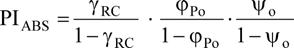 PI_ABS = γ_RC / (1 − γ_RC) · φ_Po / (1 − φ_Po) · ψ_o / (1 − ψ_o)